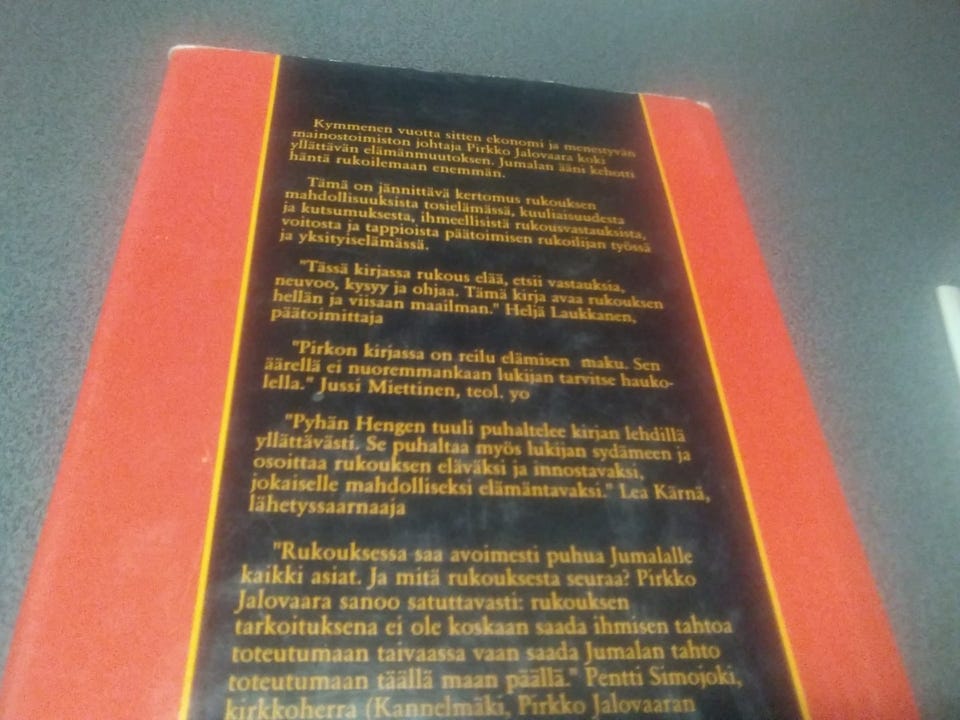 Kymmenen vuotta sitten ekonomi ja menestyvän
mainostoimiston johtaja Pirkko Jalovaara koki
yllättävän elämänmuutoksen. Jumalan ääni kehotti
häntä rukoilemaan enemmän.
Tämä on jännittävä kertomus rukouksen
mahdollisuuksista tosielämässä, kuuliaisuudesta
ja kutsumuksesta, ihmeellisistä rukousvastauksista,
voitosta ja tappioista päätoimisen rukoilijan työssä
ja yksityiselämässä.
"Tässä kirjassa rukous elää, etsii vastauksia,
neuvoo, kysyy ja ohjaa. Tämä kirja avaa rukouksen
hellän ja viisaan maailman." Heljä Laukkanen,
päätoimittaja
"Pirkon kirjassa on reilu elämisen maku. Sen
äärellä ei nuoremmankaan lukijan tarvitse hauko-
lella." Jussi Miettinen, teol. yo
"Pyhän Hengen tuuli puhaltelee kirjan lehdillä
yllättävästi. Se puhaltaa myös lukijan sydämeen ja
osoittaa rukouksen eläväksi ja innostavaksi,
jokaiselle mahdolliseksi elämäntavaksi." Lea Kärnä,
lähetyssaarnaaja
"Rukouksessa saa avoimesti puhua Jumalalle
kaikki asiat. Ja mitä rukouksesta seuraa? Pirkko
Jalovaara sanoo satuttavasti: rukouksen
tarkoituksena ei ole koskaan saada ihmisen tahtoa
toteutumaan taivaassa vaan saada Jumalan tahto
toteutumaan täällä maan päällä." Pentti Simojoki,
kirkkoherra (Kannelmäki, Pirkko Jalovaaran